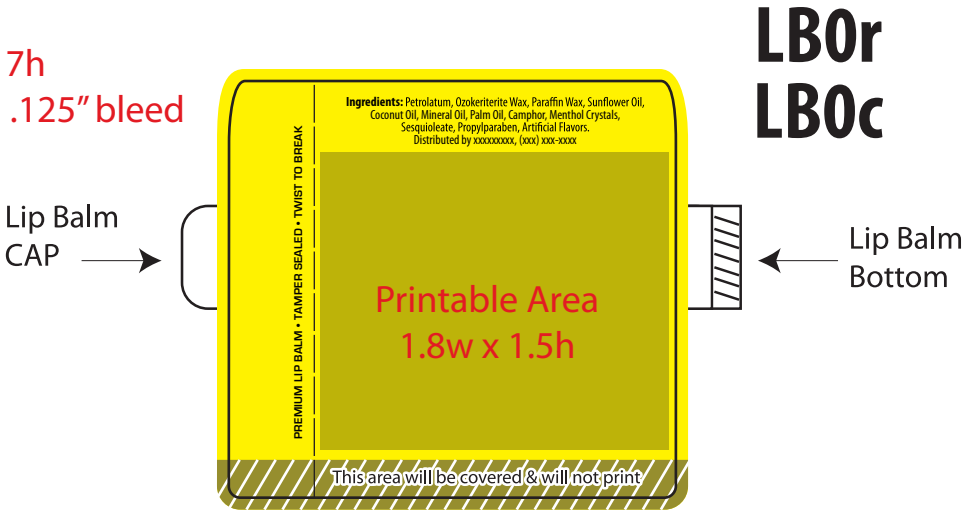 LB0r
LB0c
7h
.125” bleed
Ingredients: Petrolatum, Ozokeriterite Wax, Paraffin Wax, Sunflower Oil,
Coconut Oil, Mineral Oil, Palm Oil, Camphor, Menthol Crystals,
Sesquioleate, Propylparaben, Artificial Flavors.
Distributed by xxxxxxxxx, (xxx) xxx-xxxx
PREMIUM LIP BALM • TAMPER SEALED • TWIST TO BREAK
Lip Balm
CAP
Printable Area
1.8w x 1.5h
Lip Balm
Bottom
This area will be covered & will not print